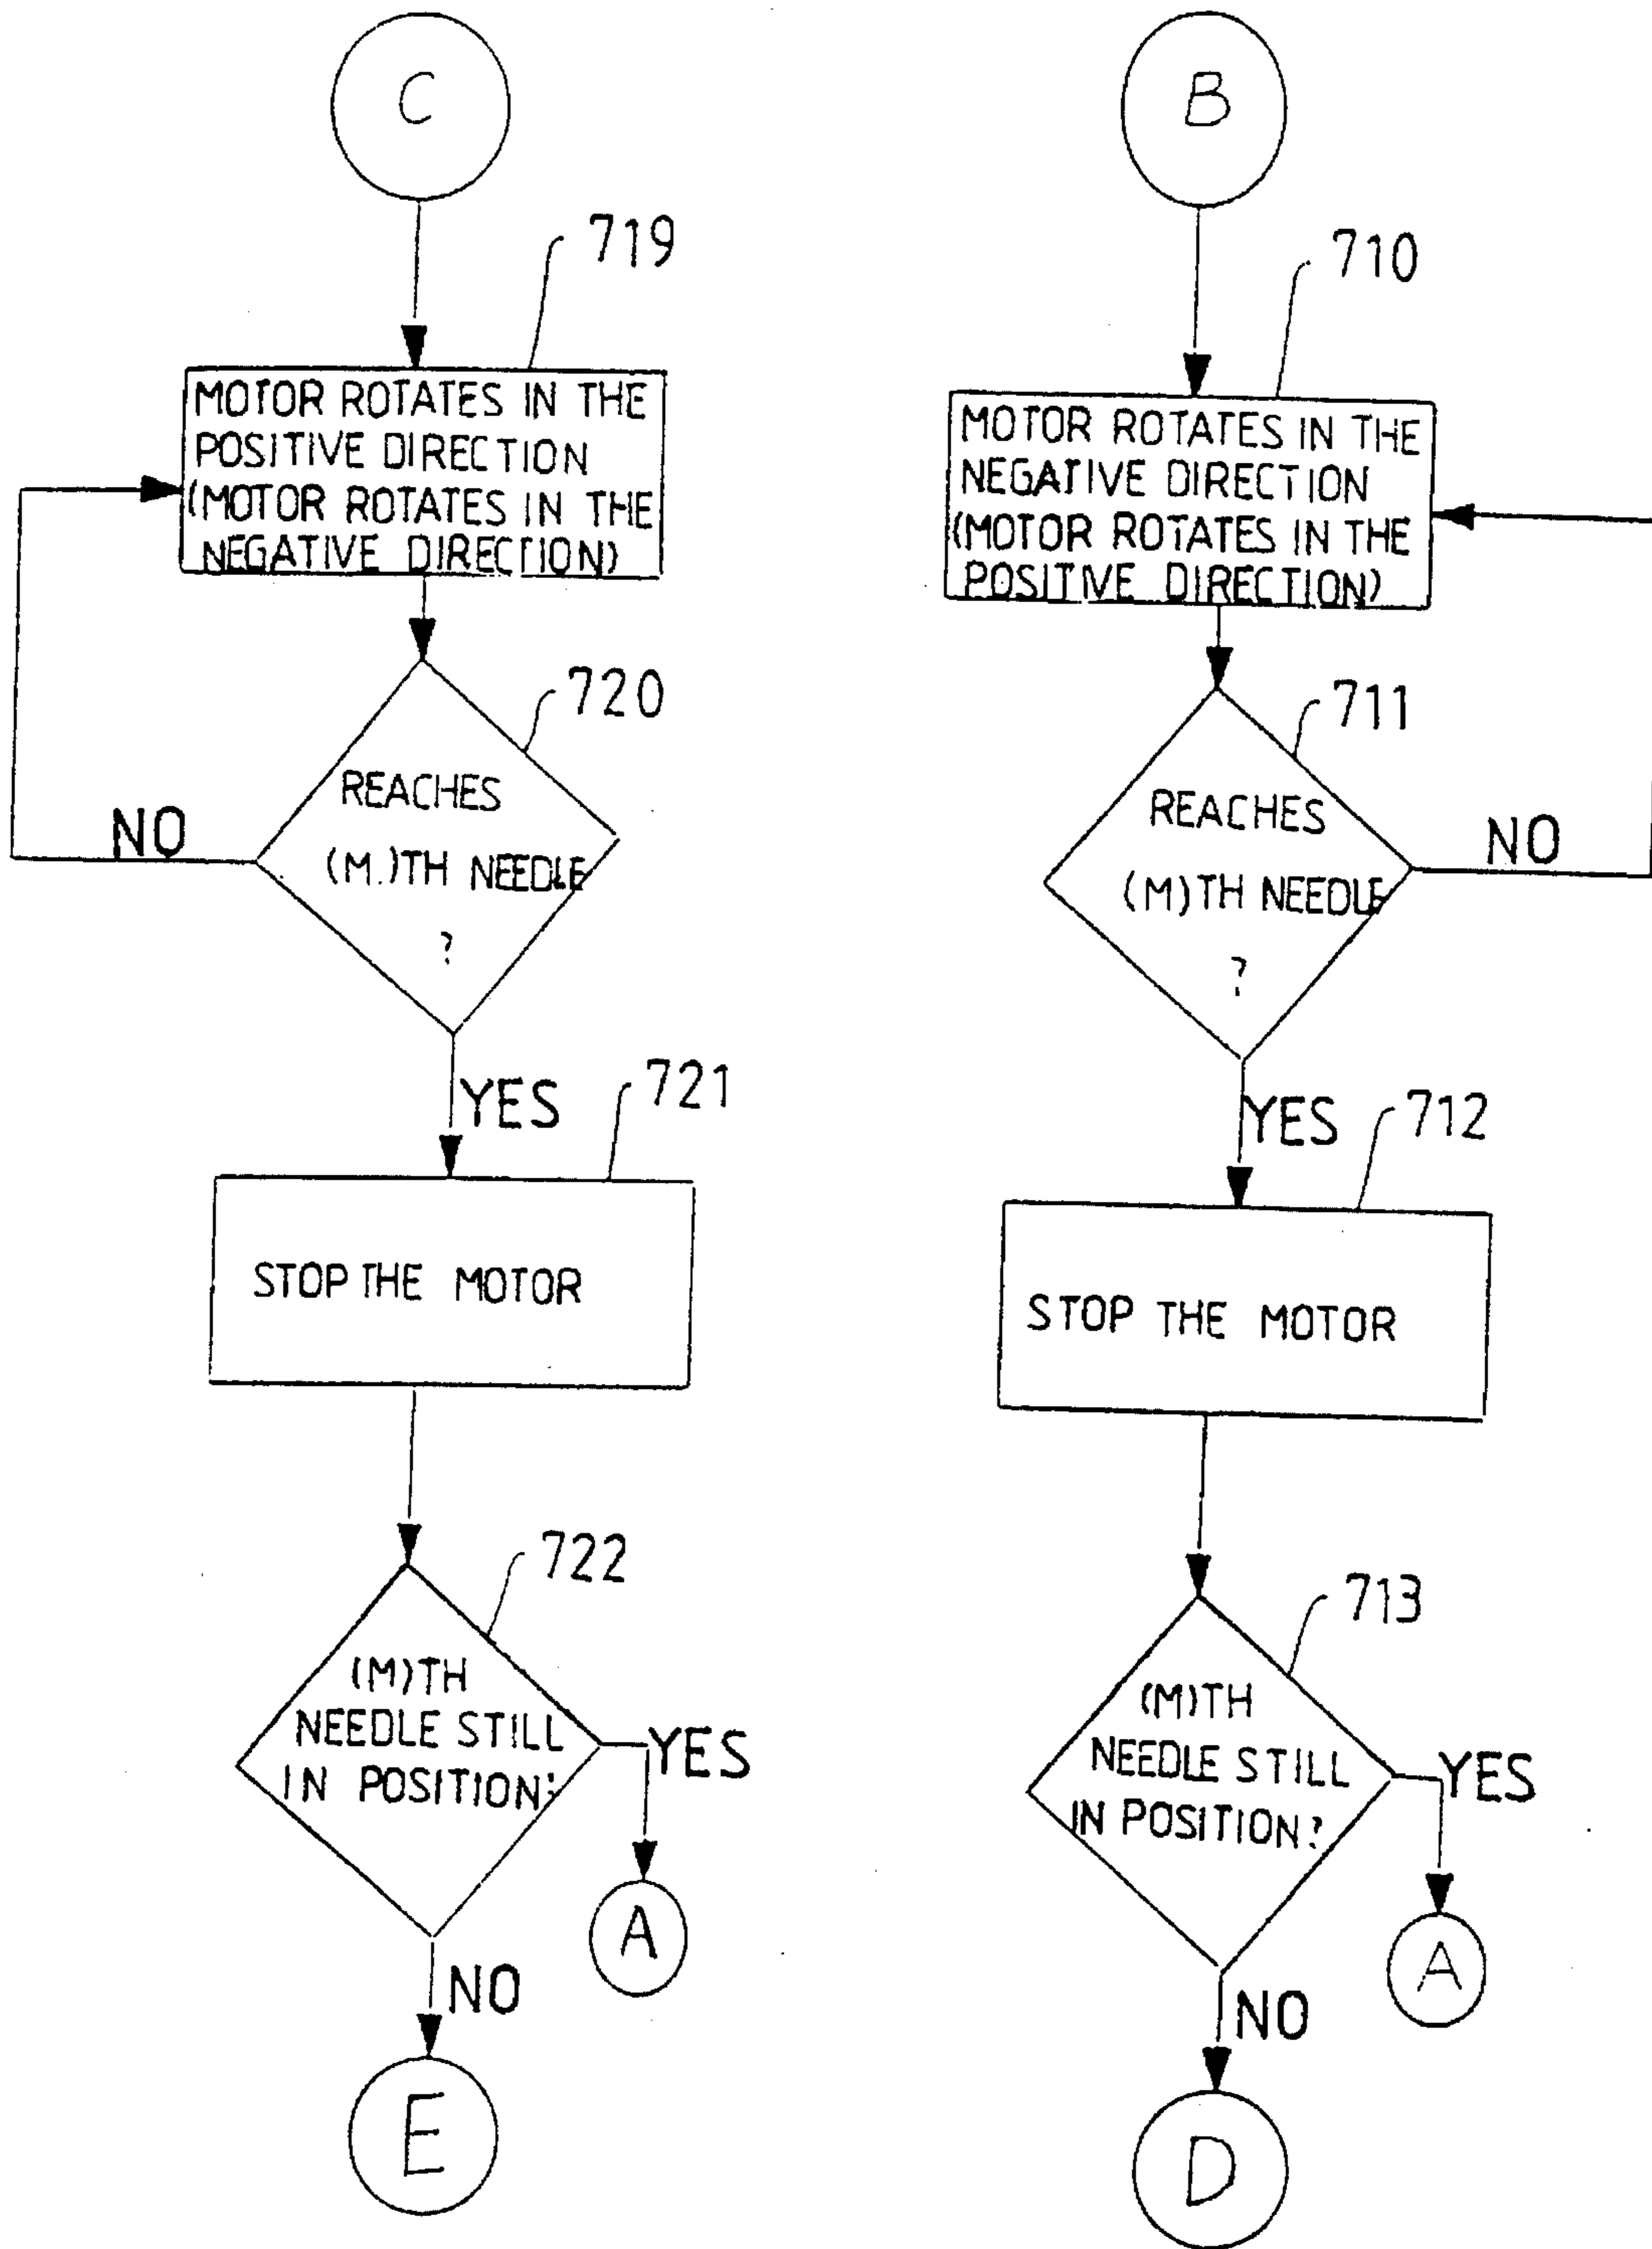 C
719
MOTOR ROTATES IN THE
POSITIVE DIRECTION
(MOTOR ROTATES IN THE
NEGATIVE DIRECTION)
720
REACHES
(M.)TH NEEDLE
?
NO
YES
721
STOP THE MOTOR
722
(M)TH
NEEDLE STILL
IN POSITION?
YES
A
NO
E
B
710
MOTOR ROTATES IN THE
NEGATIVE DIRECTION
(MOTOR ROTATES IN THE
POSITIVE DIRECTION)
711
REACHES
(M)TH NEEDLE
?
NO
YES
712
STOP THE MOTOR
713
(M)TH
NEEDLE STILL
IN POSITION?
YES
A
NO
D